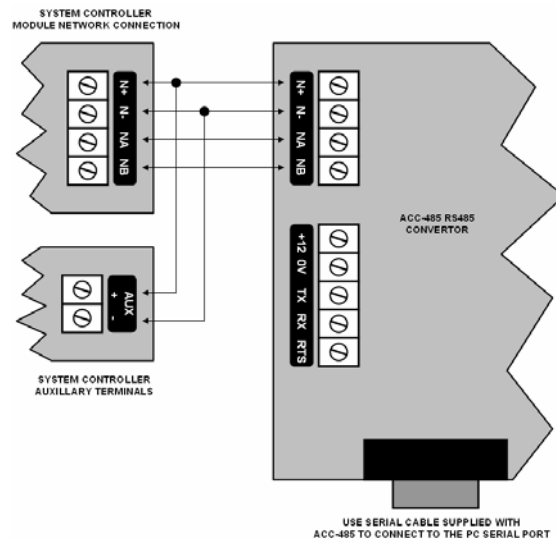 SYSTEM CONTROLLER
MODULE NETWORK CONNECTION
N+
N-
NA
NB
N+
N-
NA
NB
ACC-485 RS485
CONVERTOR
+12
0V
TX
RX
RTS
AUX
+
-
SYSTEM CONTROLLER
AUXILLARY TERMINALS
USE SERIAL CABLE SUPPLIED WITH
ACC-485 TO CONNECT TO THE PC SERIAL PORT